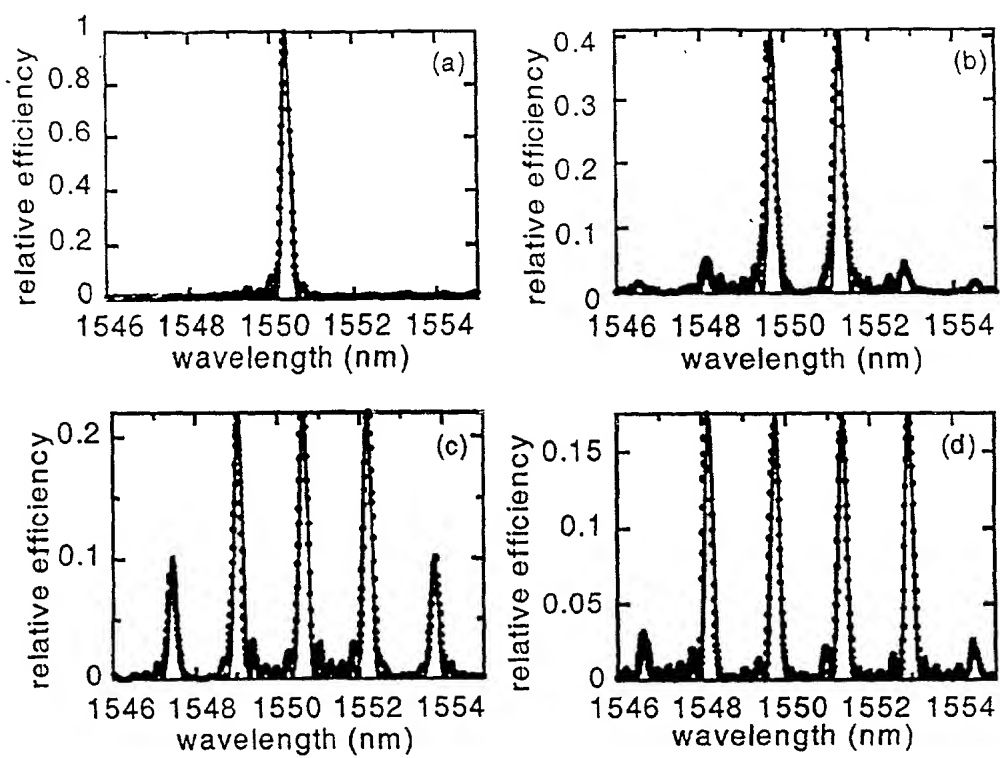 1
0.8
0.6
0.4
0.2
0
relative efficiency
(a)
1546 1548 1550 1552 1554
wavelength (nm)
0.4
0.3
0.2
0.1
0
relative efficiency
(b)
1546 1548 1550 1552 1554
wavelength (nm)
0.2
0.1
0
relative efficiency
(c)
1546 1548 1550 1552 1554
wavelength (nm)
0.15
0.1
0.05
0
relative efficiency
(d)
1546 1548 1550 1552 1554
wavelength (nm)